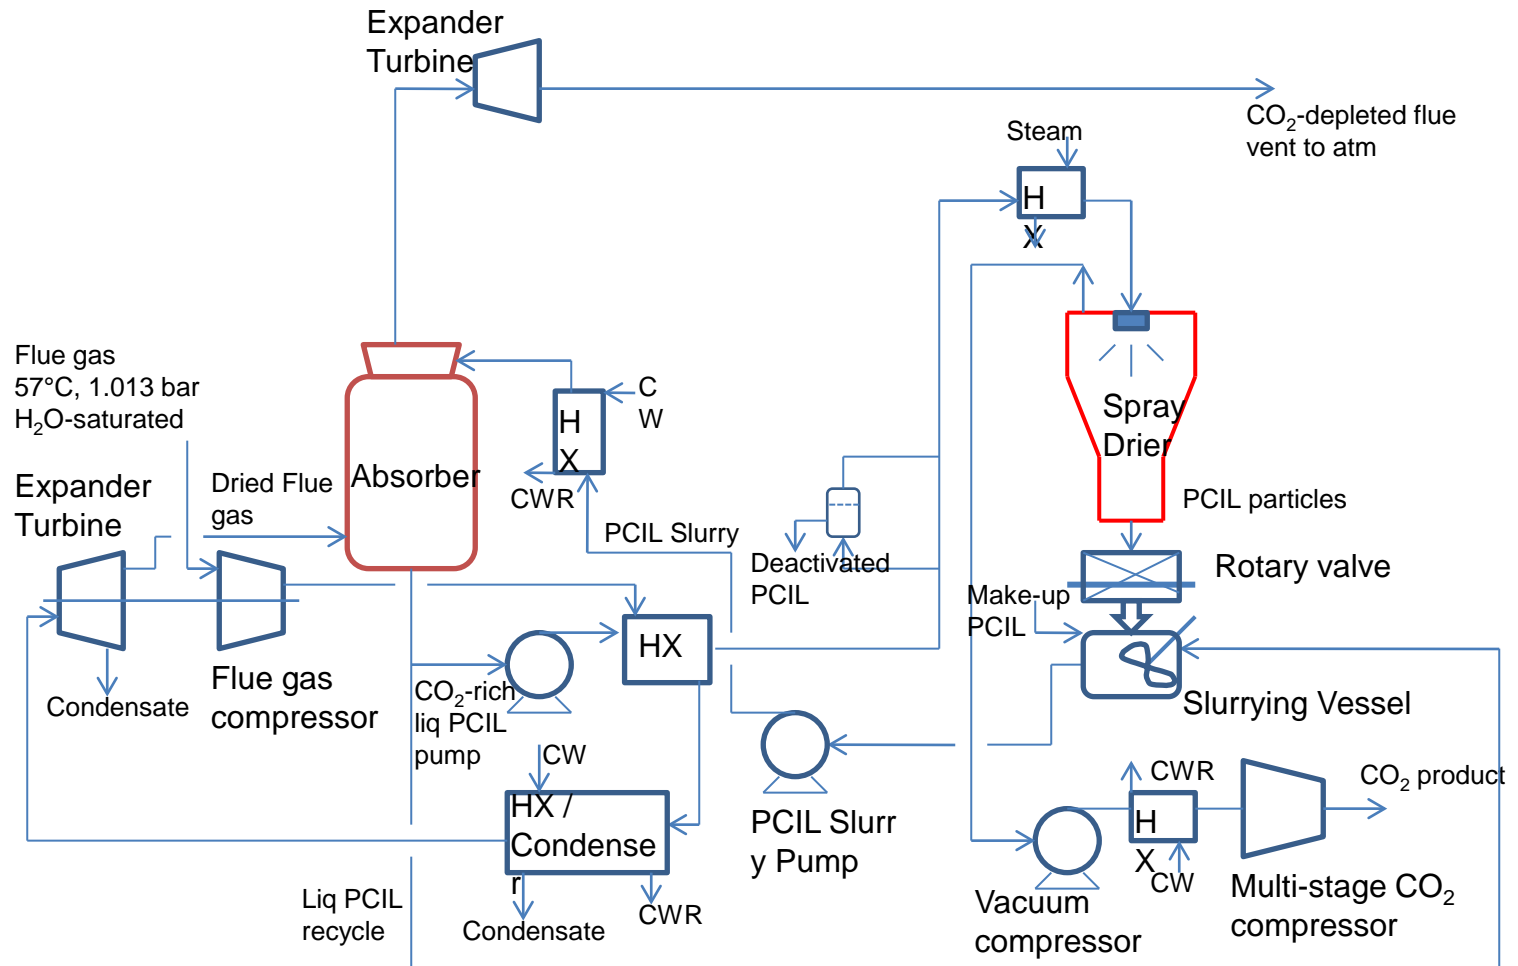 Expander
Turbine
CO2-depleted flue
vent to atm
Steam
H
X
Flue gas
57°C, 1.013 bar
H2O-saturated
C
W
H
X
CWR
Absorber
Spray
Drier
Expander
Turbine
Dried Flue
gas
PCIL Slurry
PCIL particles
Deactivated
PCIL
Rotary valve
Make-up
PCIL
HX
Condensate
Flue gas
compressor
CO2-rich
liq PCIL
pump
Slurrying Vessel
CW
HX /
Condense
r
CWR
Condensate
PCIL Slurr
y Pump
CWR
H
X
CW
CO2 product
Liq PCIL
recycle
Vacuum
compressor
Multi-stage CO2
compressor